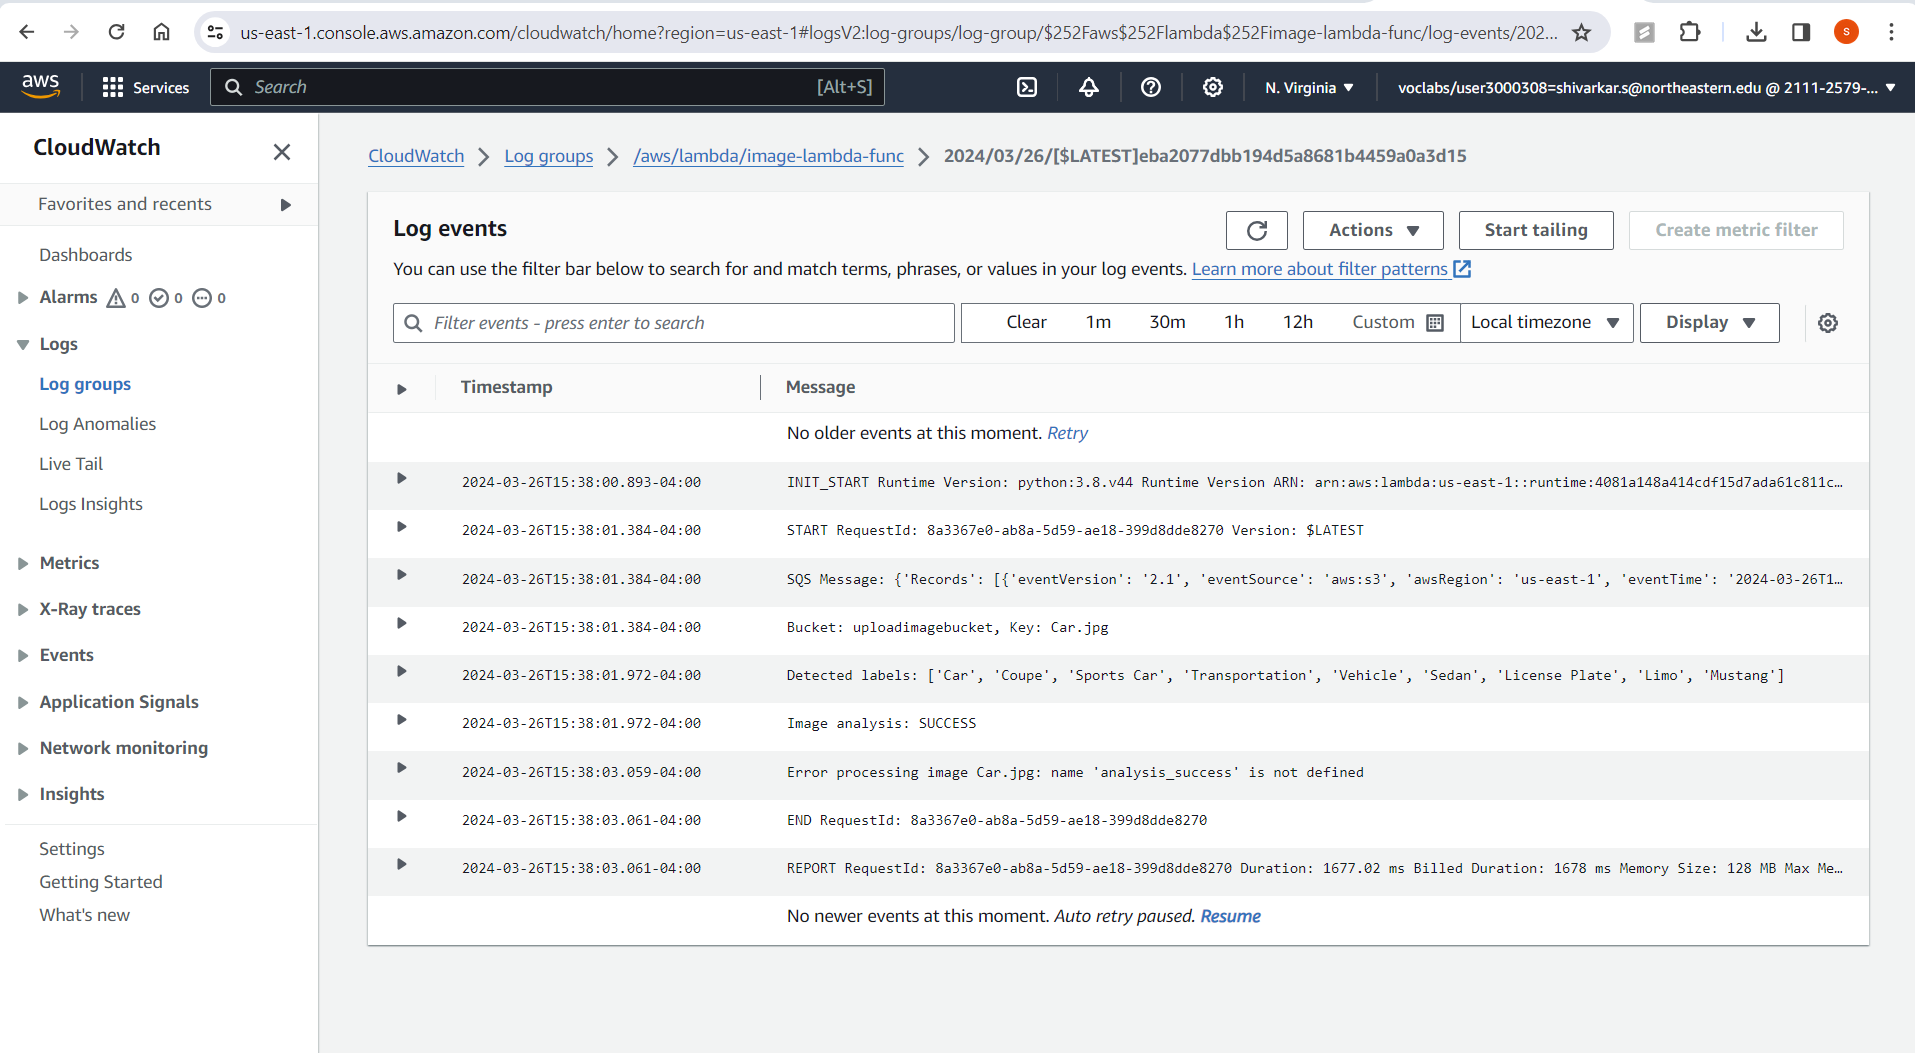 us-east-1.console.aws.amazon.com/cloudwatch/home?region=us-east-1#logsV2:log-groups/log-group/$252Faws$252Flambda$252Fimage-lambda-func/log-events/202...
S
aws
Services
Search
[Alt+S]
N. Virginia
voclabs/user3000308=shivarkar.s@northeastern.edu @ 2111-2579-...
CloudWatch
Favorites and recents
Dashboards
Alarms 0 0 0
Logs
Log groups
Log Anomalies
Live Tail
Logs Insights
Metrics
X-Ray traces
Events
Application Signals
Network monitoring
Insights
Settings
Getting Started
What's new
CloudWatch > Log groups > /aws/lambda/image-lambda-func > 2024/03/26/[$LATEST]eba2077dbb194d5a8681b4459a0a3d15
Log events
Actions
Start tailing
Create metric filter
You can use the filter bar below to search for and match terms, phrases, or values in your log events. Learn more about filter patterns
Filter events - press enter to search
Clear 1m 30m 1h 12h Custom
Local timezone
Display
Timestamp Message
No older events at this moment. Retry
2024-03-26T15:38:00.893-04:00 INIT_START Runtime Version: python:3.8.v44 Runtime Version ARN: arn:aws:lambda:us-east-1::runtime:4081a148a414cdf15d7ada61c811c…
2024-03-26T15:38:01.384-04:00 START RequestId: 8a3367e0-ab8a-5d59-ae18-399d8dde8270 Version: $LATEST
2024-03-26T15:38:01.384-04:00 SQS Message: {'Records': [{'eventVersion': '2.1', 'eventSource': 'aws:s3', 'awsRegion': 'us-east-1', 'eventTime': '2024-03-26T1…
2024-03-26T15:38:01.384-04:00 Bucket: uploadimagebucket, Key: Car.jpg
2024-03-26T15:38:01.972-04:00 Detected labels: ['Car', 'Coupe', 'Sports Car', 'Transportation', 'Vehicle', 'Sedan', 'License Plate', 'Limo', 'Mustang']
2024-03-26T15:38:01.972-04:00 Image analysis: SUCCESS
2024-03-26T15:38:03.059-04:00 Error processing image Car.jpg: name 'analysis_success' is not defined
2024-03-26T15:38:03.061-04:00 END RequestId: 8a3367e0-ab8a-5d59-ae18-399d8dde8270
2024-03-26T15:38:03.061-04:00 REPORT RequestId: 8a3367e0-ab8a-5d59-ae18-399d8dde8270 Duration: 1677.02 ms Billed Duration: 1678 ms Memory Size: 128 MB Max Me…
No newer events at this moment. Auto retry paused. Resume